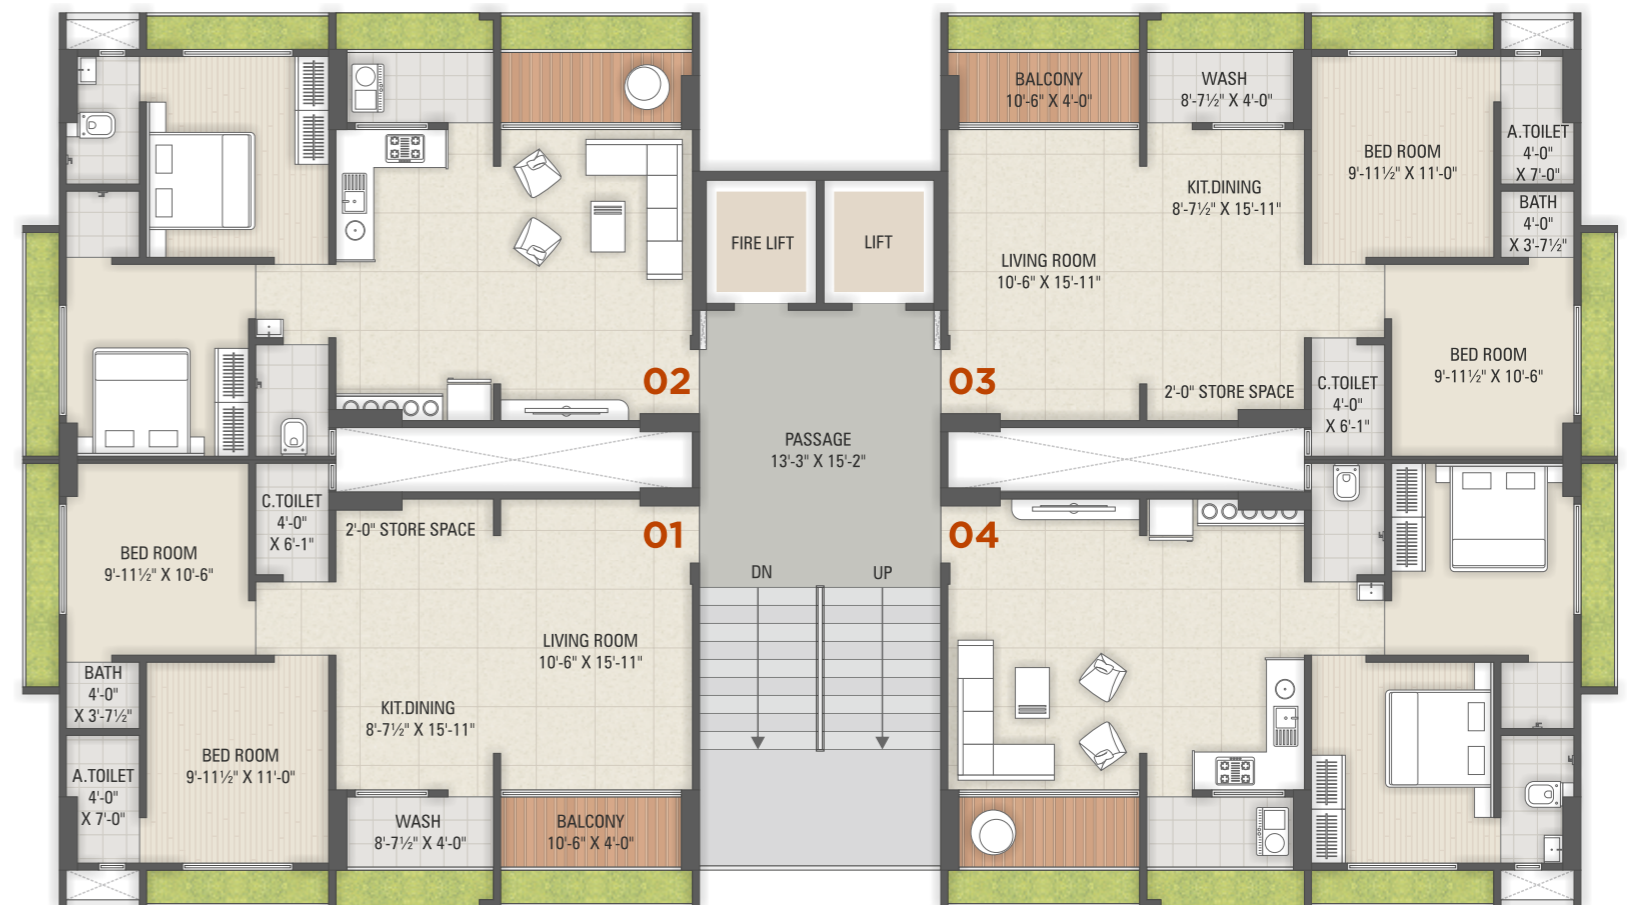 BALCONY
10'-6" X 4'-0"
WASH
8'-7½" X 4'-0"
BED ROOM
9'-11½" X 11'-0"
A.TOILET
4'-0"
X 7'-0"
BATH
4'-0"
X 3'-7½"
KIT.DINING
8'-7½" X 15'-11"
LIVING ROOM
10'-6" X 15'-11"
FIRE LIFT
LIFT
02
03
2'-0" STORE SPACE
C.TOILET
4'-0"
X 6'-1"
BED ROOM
9'-11½" X 10'-6"
PASSAGE
13'-3" X 15'-2"
C.TOILET
4'-0"
X 6'-1"
2'-0" STORE SPACE
01
04
BED ROOM
9'-11½" X 10'-6"
DN
UP
LIVING ROOM
10'-6" X 15'-11"
BATH
4'-0"
X 3'-7½"
KIT.DINING
8'-7½" X 15'-11"
BED ROOM
9'-11½" X 11'-0"
A.TOILET
4'-0"
X 7'-0"
WASH
8'-7½" X 4'-0"
BALCONY
10'-6" X 4'-0"